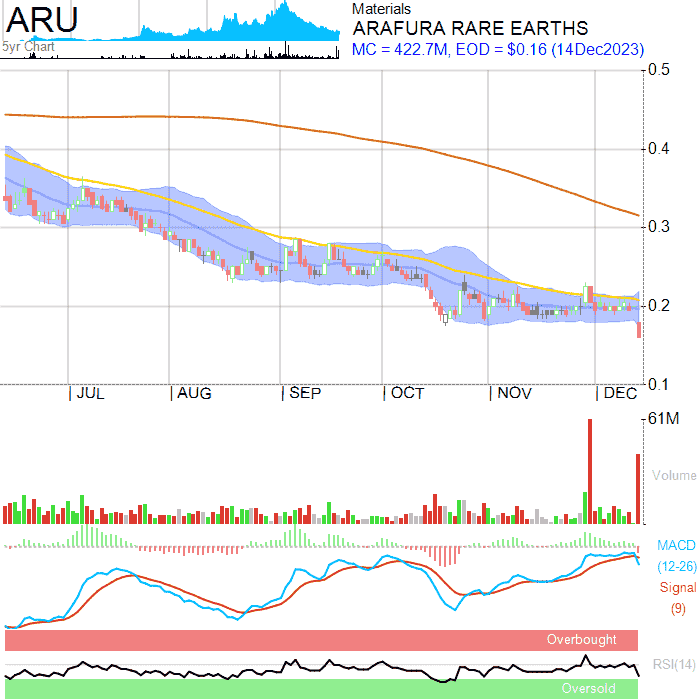 ARU
5yr Chart
Materials
ARAFURA RARE EARTHS
MC = 422.7M, EOD = $0.16 (14Dec2023)
0.5
0.4
0.3
0.2
0.1
JUL AUG SEP OCT NOV DEC
61M
Volume
MACD
(12-26)
Signal
(9)
Overbought
RSI(14)
Oversold